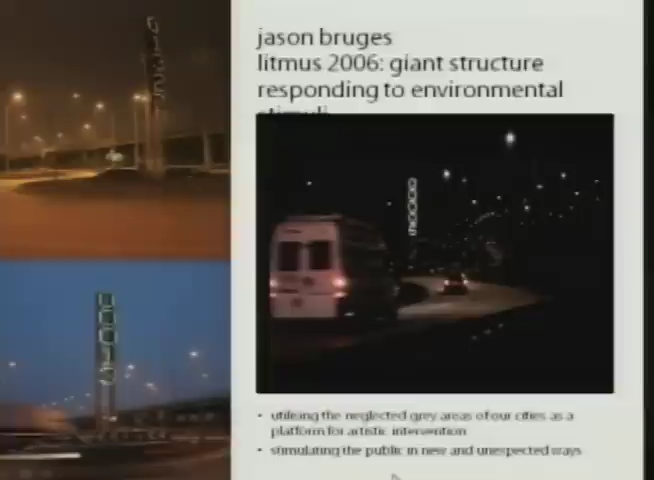 jason bruges
litmus 2006: giant structure
responding to environmental
stimuli
• utilising the neglected grey areas of our cities as a
platform for artistic intervention
• stimulating the public in new and unexpected ways